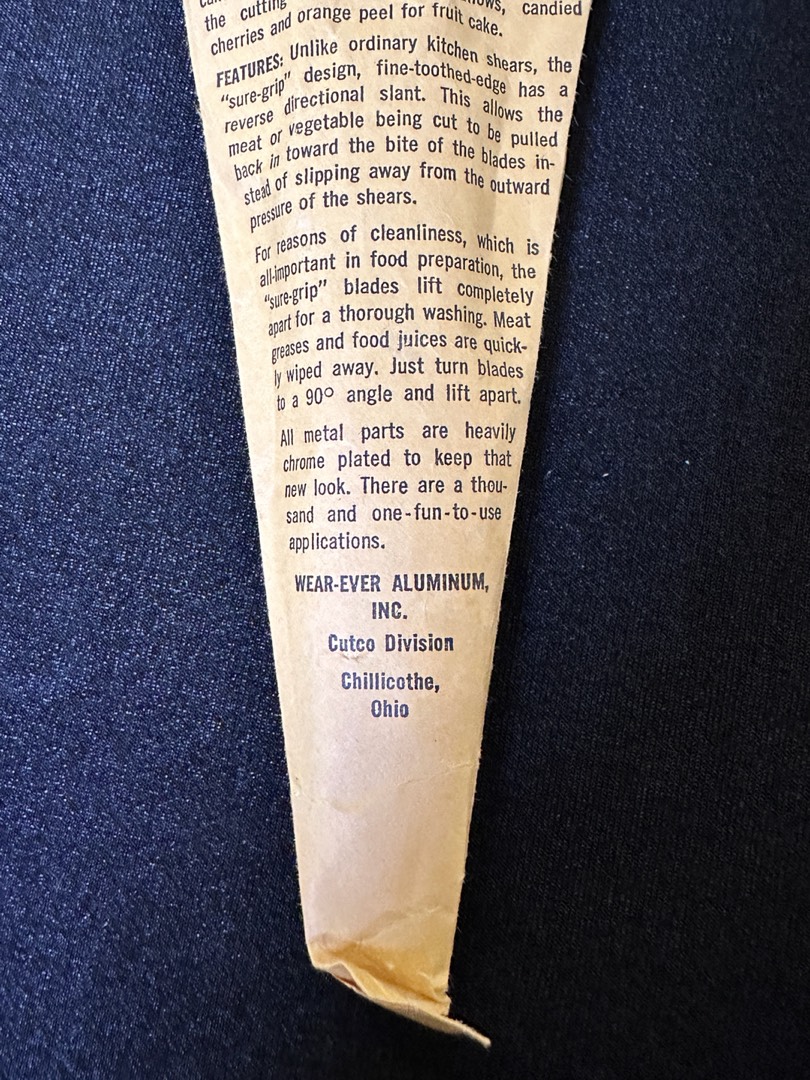 the cutting candied
cherries and orange peel for fruit cake.
FEATURES: Unlike ordinary kitchen shears, the
"sure-grip" design, fine-toothed-edge has a
reverse directional slant. This allows the
meat or vegetable being cut to be pulled
back in toward the bite of the blades in-
stead of slipping away from the outward
pressure of the shears.
For reasons of cleanliness, which is
all-important in food preparation, the
"sure-grip" blades lift completely
apart for a thorough washing. Meat
greases and food juices are quick-
ly wiped away. Just turn blades
to a 90° angle and lift apart.
All metal parts are heavily
chrome plated to keep that
new look. There are a thou-
sand and one-fun-to-use
applications.
WEAR-EVER ALUMINUM,
INC.
Cutco Division
Chillicothe,
Ohio